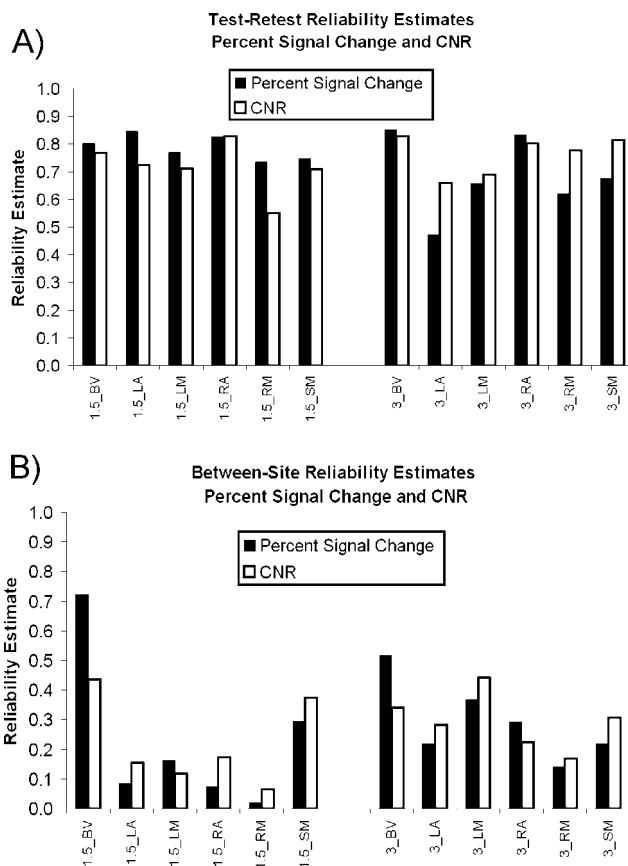 A)
Test-Retest Reliability Estimates
Percent Signal Change and CNR
Percent Signal Change
CNR
Reliability Estimate
1.0
0.9
0.8
0.7
0.6
0.5
0.4
0.3
0.2
0.1
0.0
1.5_BV
1.5_LA
1.5_LM
1.5_RA
1.5_RM
1.5_SM
3_BV
3_LA
3_LM
3_RA
3_RM
3_SM
B)
Between-Site Reliability Estimates
Percent Signal Change and CNR
Percent Signal Change
CNR
Reliability Estimate
1.0
0.9
0.8
0.7
0.6
0.5
0.4
0.3
0.2
0.1
0.0
1.5_BV
1.5_LA
1.5_LM
1.5_RA
1.5_RM
1.5_SM
3_BV
3_LA
3_LM
3_RA
3_RM
3_SM